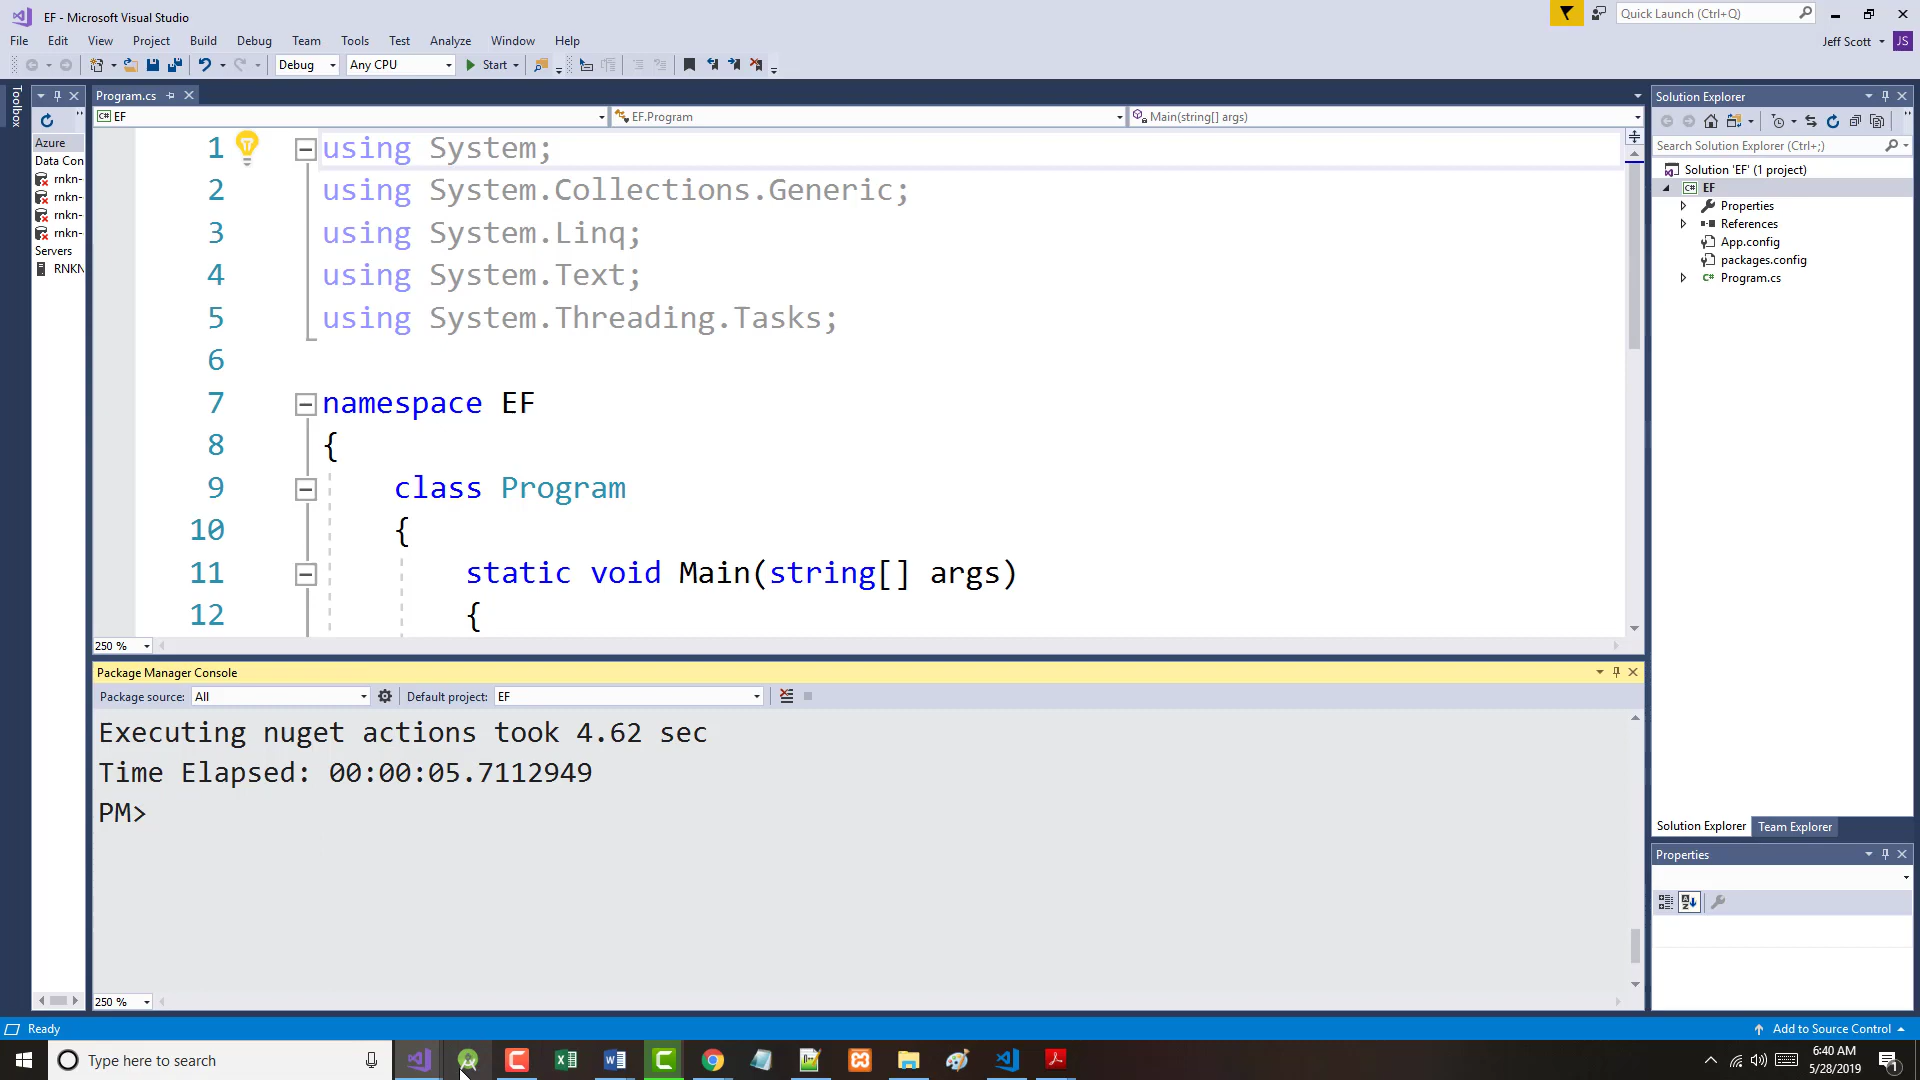 EF - Microsoft Visual Studio
Quick Launch (Ctrl+Q)
File Edit View Project Build Debug Team Tools Test Analyze Window Help
Jeff Scott JS
Debug Any CPU Start
Toolbox
Program.cs
Solution Explorer
C# EF
EF.Program
Main(string[] args)
Azure
Data Con
rnkn-
rnkn-
rnkn-
rnkn-
Servers
RNKN
1 using System;
2 using System.Collections.Generic;
3 using System.Linq;
4 using System.Text;
5 using System.Threading.Tasks;
6
7 namespace EF
8 {
9 class Program
10 {
11 static void Main(string[] args)
12 {
250 %
Search Solution Explorer (Ctrl+;)
Solution 'EF' (1 project)
C# EF
Properties
References
App.config
packages.config
C# Program.cs
Package Manager Console
Package source: All Default project: EF
Executing nuget actions took 4.62 sec
Time Elapsed: 00:00:05.7112949
PM>
250 %
Solution Explorer Team Explorer
Properties
Ready
Add to Source Control
Type here to search
6:40 AM
5/28/2019
1